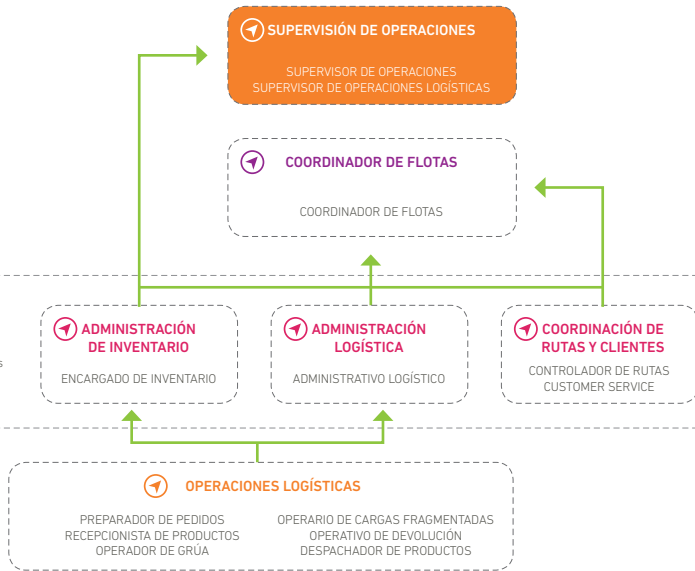 SUPERVISIÓN DE OPERACIONES
SUPERVISOR DE OPERACIONES
SUPERVISOR DE OPERACIONES LOGÍSTICAS
COORDINADOR DE FLOTAS
COORDINADOR DE FLOTAS
ADMINISTRACIÓN
DE INVENTARIO
ENCARGADO DE INVENTARIO
ADMINISTRACIÓN
LOGÍSTICA
ADMINISTRATIVO LOGÍSTICO
COORDINACIÓN DE
RUTAS Y CLIENTES
CONTROLADOR DE RUTAS
CUSTOMER SERVICE
s
OPERACIONES LOGÍSTICAS
PREPARADOR DE PEDIDOS
RECEPCIONISTA DE PRODUCTOS
OPERADOR DE GRÚA
OPERARIO DE CARGAS FRAGMENTADAS
OPERATIVO DE DEVOLUCIÓN
DESPACHADOR DE PRODUCTOS